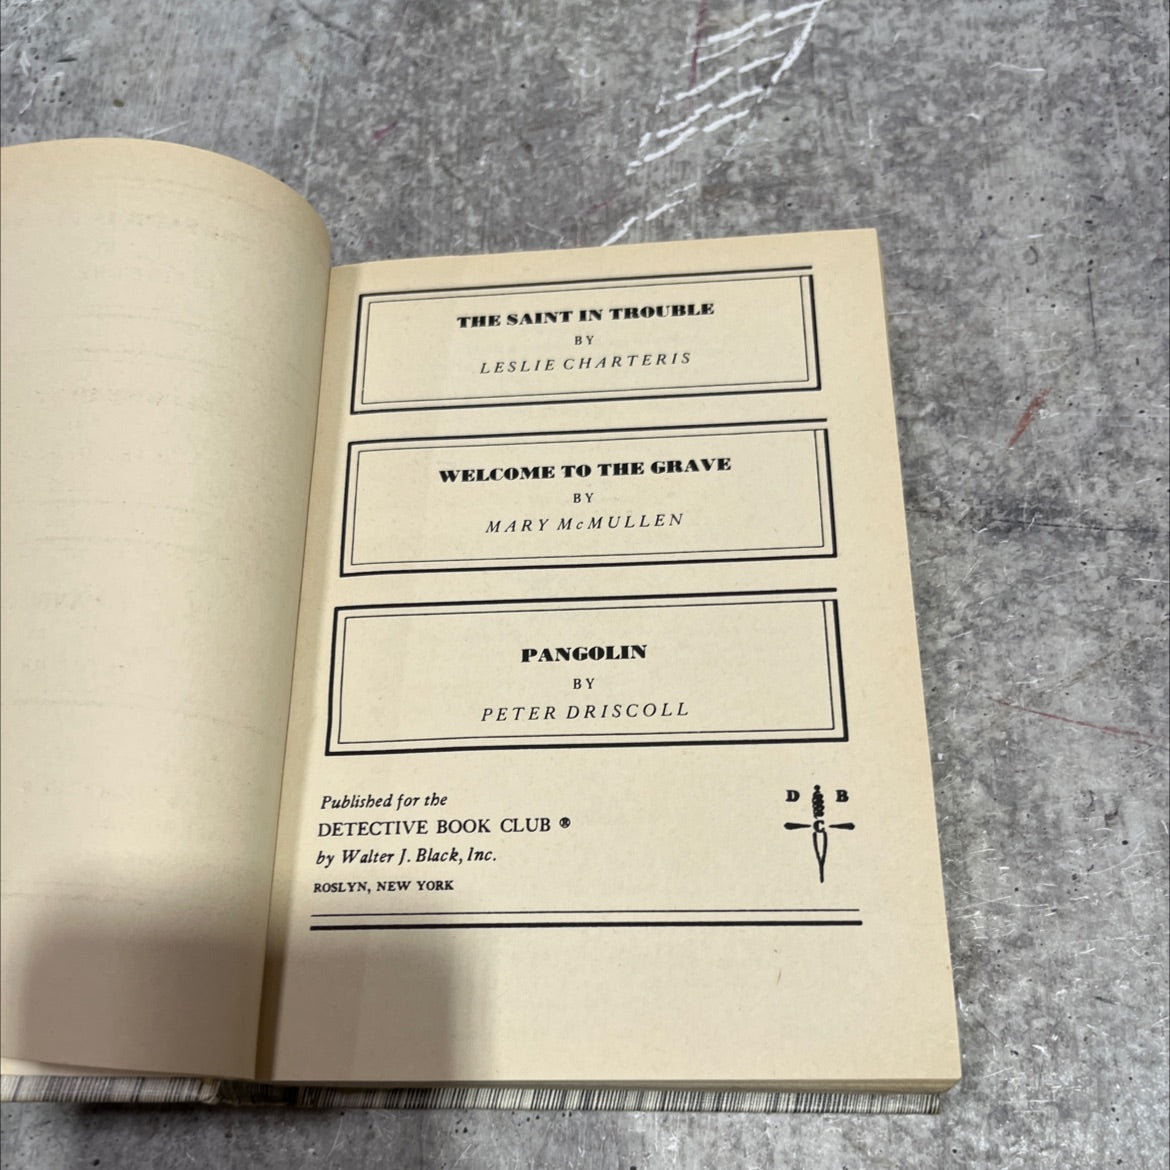 THE SAINT IN TROUBLE
BY
LESLIE CHARTERIS
WELCOME TO THE GRAVE
BY
MARY McMULLEN
PANGOLIN
BY
PETER DRISCOLL
Published for the
DETECTIVE BOOK CLUB ®
by Walter J. Black, Inc.
ROSLYN, NEW YORK
D B
C